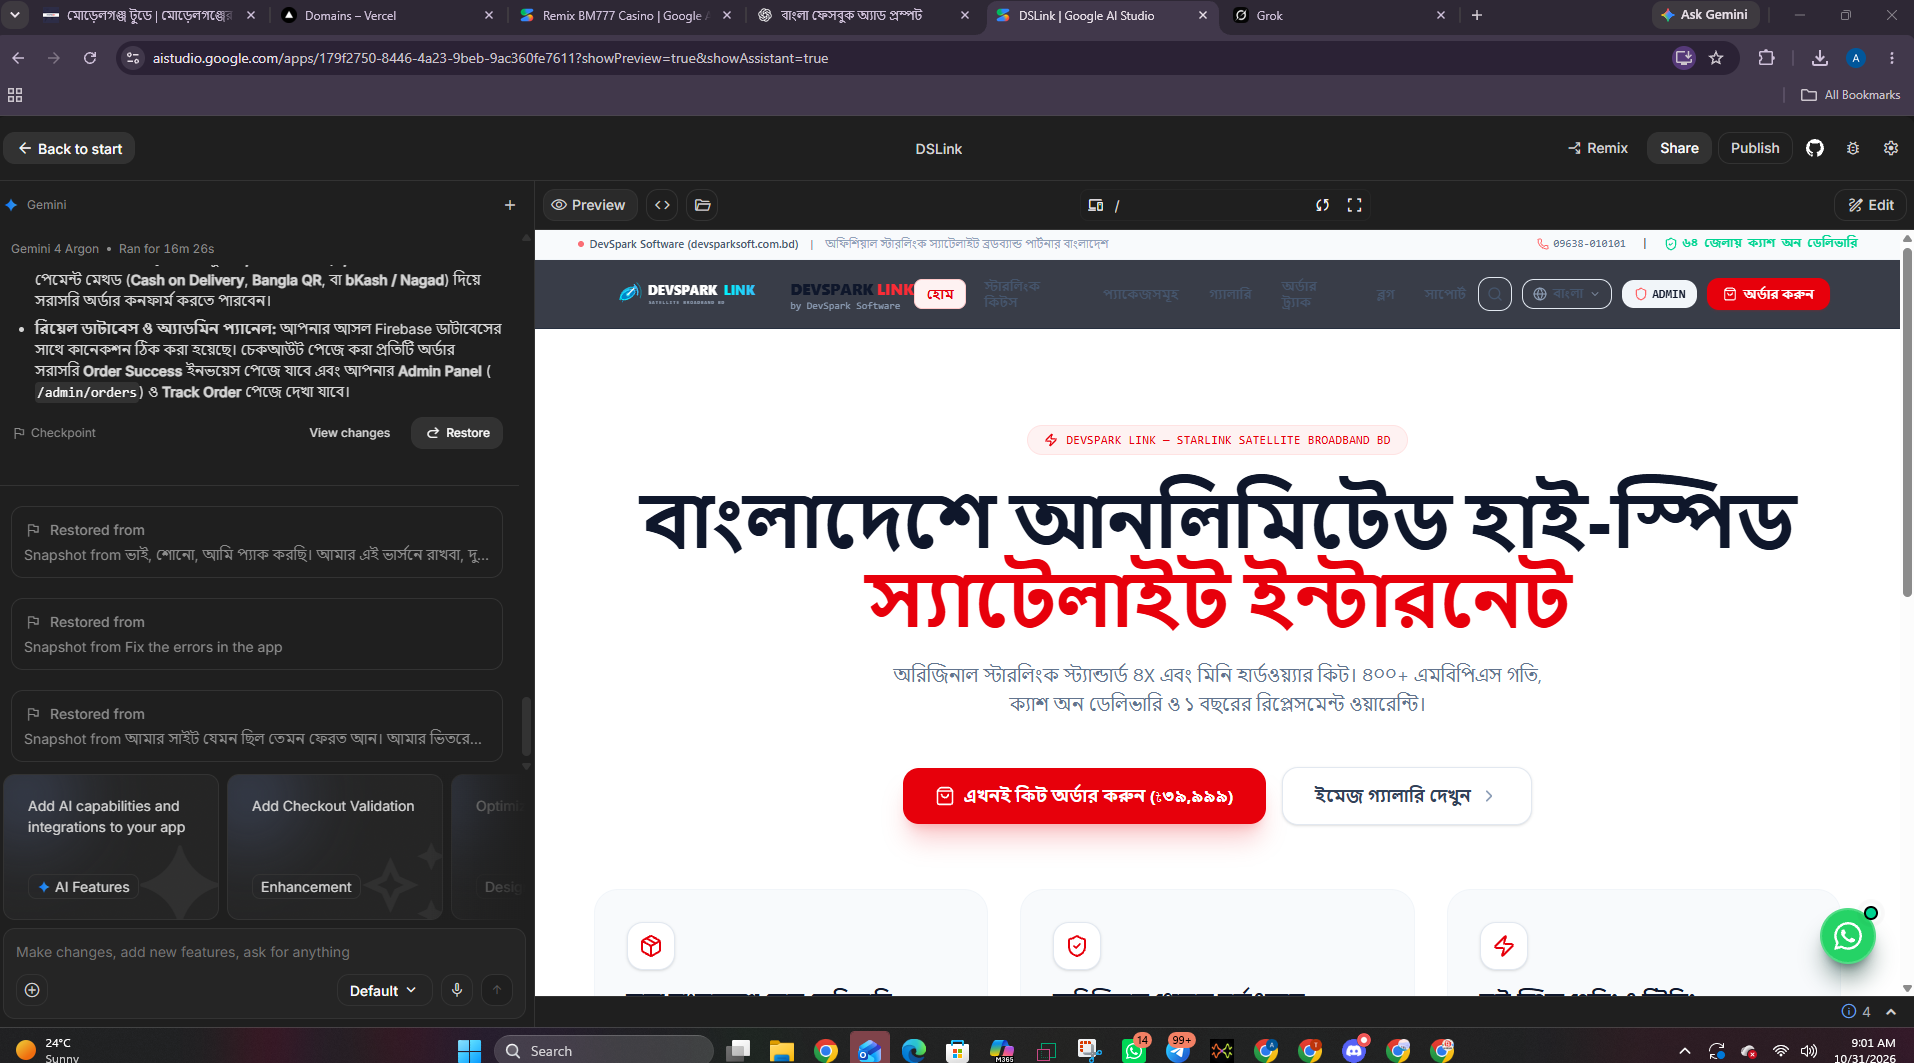 মোড়েলগঞ্জ টুডে | মোড়েলগঞ্জের
Domains – Vercel
Remix BM777 Casino | Google A
বাংলা ফেসবুক অ্যাড প্রম্পট
DSLink | Google AI Studio
Grok
Ask Gemini
aistudio.google.com/apps/179f2750-8446-4a23-9beb-9ac360fe7611?showPreview=true&showAssistant=true
A
All Bookmarks
Back to start
DSLink
Remix
Share
Publish
Gemini
Preview
/
Edit
Gemini 4 Argon • Ran for 16m 26s
পেমেন্ট মেথড (Cash on Delivery, Bangla QR, বা bKash / Nagad) দিয়ে
সরাসরি অর্ডার কনফার্ম করতে পারবেন।
• রিয়েল ডাটাবেস ও অ্যাডমিন প্যানেল: আপনার আসল Firebase ডাটাবেসের
সাথে কানেকশন ঠিক করা হয়েছে। চেকআউট পেজে করা প্রতিটি অর্ডার
সরাসরি Order Success ইনভয়েস পেজে যাবে এবং আপনার Admin Panel (
/admin/orders) ও Track Order পেজে দেখা যাবে।
Checkpoint
View changes
Restore
Restored from
Snapshot from ভাই, শোনো, আমি প্যাক করছি। আমার এই ভার্সনে রাখবা, দু...
Restored from
Snapshot from Fix the errors in the app
Restored from
Snapshot from আমার সাইট যেমন ছিল তেমন ফেরত আন। আমার ভিতরে...
Add AI capabilities and
integrations to your app
AI Features
Add Checkout Validation
Enhancement
Make changes, add new features, ask for anything
Default
DevSpark Software (devsparksoft.com.bd) | অফিশিয়াল স্টারলিংক স্যাটেলাইট ব্রডব্যান্ড পার্টনার বাংলাদেশ
09638-010101 | ৬৪ জেলায় ক্যাশ অন ডেলিভারি
DEVSPARK LINK
SATELLITE BROADBAND BD
DEVSPARK LINK
by DevSpark Software
হোম
স্টারলিংক
কিটস
প্যাকেজসমূহ
গ্যালারি
অর্ডার
ট্র্যাক
ব্লগ
সাপোর্ট
বাংলা
ADMIN
অর্ডার করুন
DEVSPARK LINK — STARLINK SATELLITE BROADBAND BD
বাংলাদেশে আনলিমিটেড হাই-স্পিড
স্যাটেলাইট ইন্টারনেট
অরিজিনাল স্টারলিংক স্ট্যান্ডার্ড ৪X এবং মিনি হার্ডওয়্যার কিট। ৪০০+ এমবিপিএস গতি,
ক্যাশ অন ডেলিভারি ও ১ বছরের রিপ্লেসমেন্ট ওয়ারেন্টি।
এখনই কিট অর্ডার করুন (৳৩৯,৯৯৯)
ইমেজ গ্যালারি দেখুন
4
24°C
Sunny
Search
M365
14
99+
9:01 AM
10/31/2026